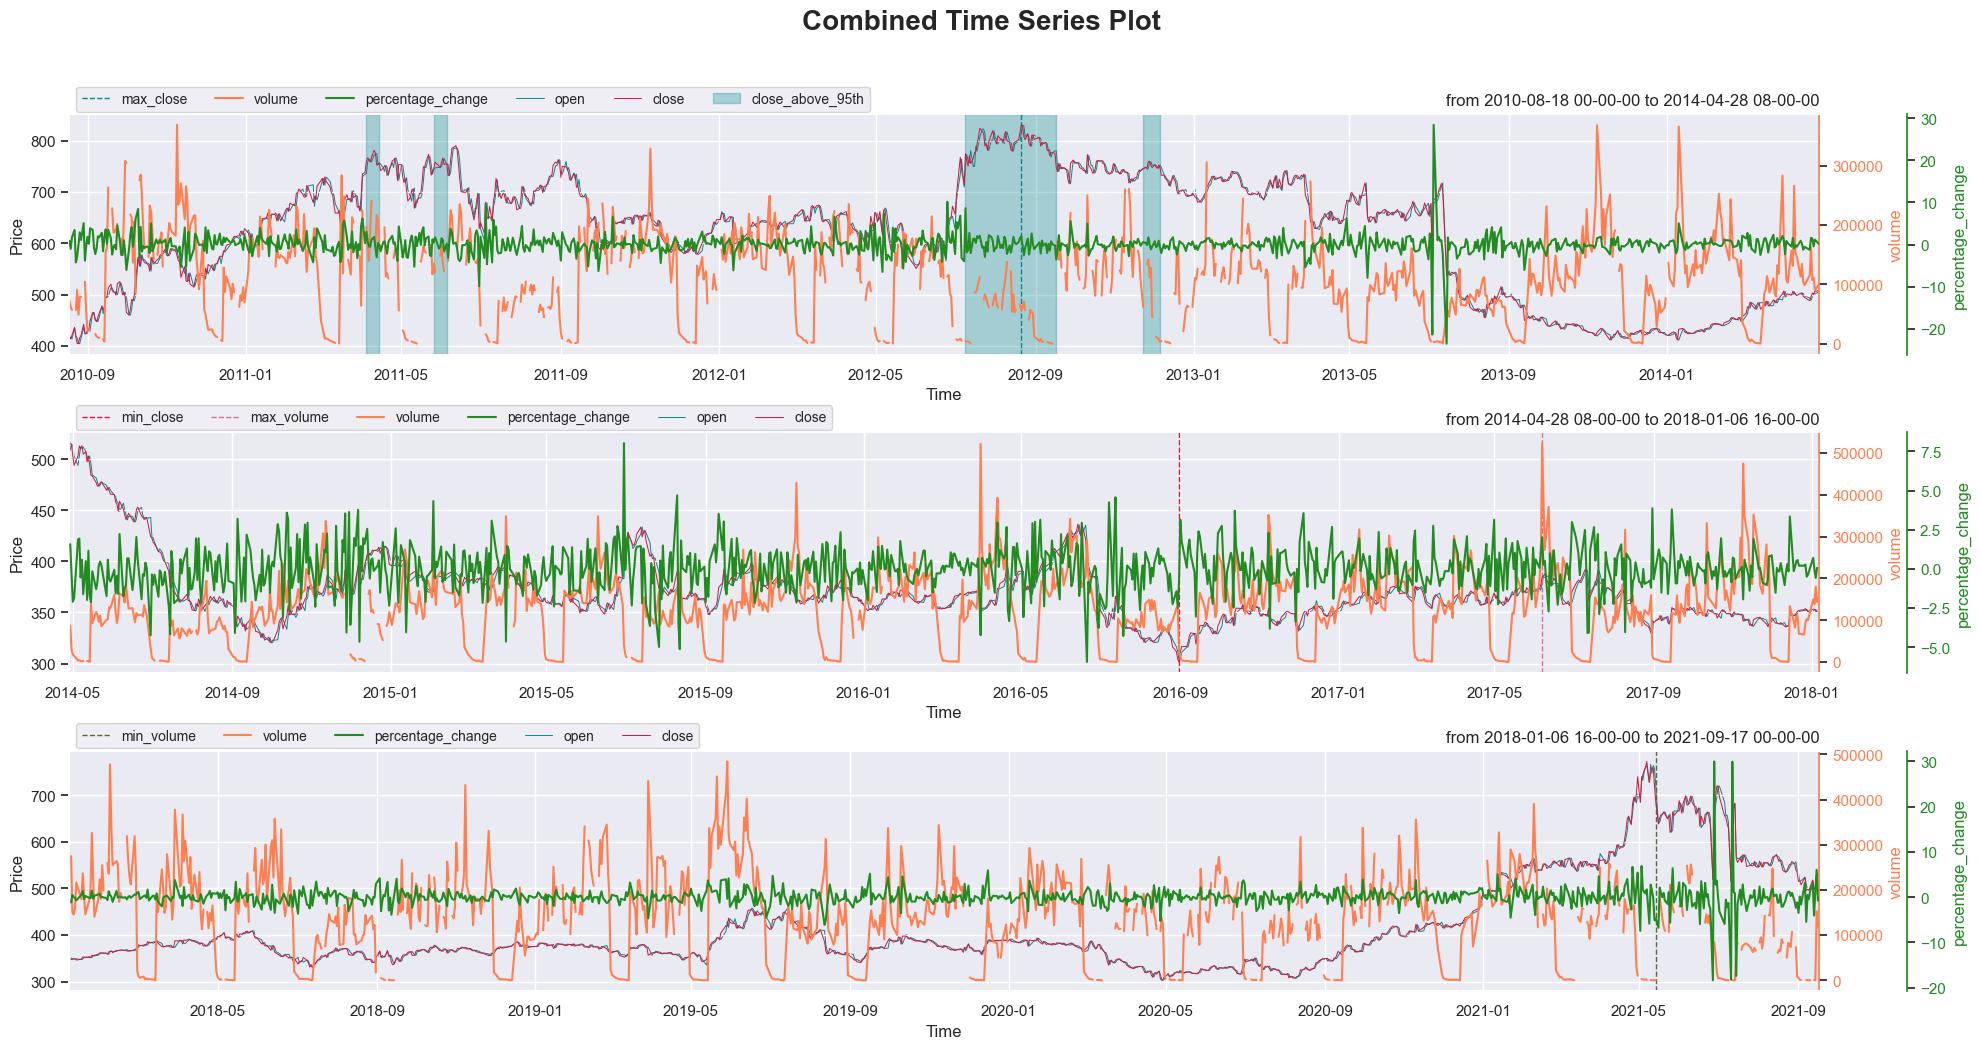 Combined Time Series Plot
max_close volume percentage_change open close close_above_95th
from 2010-08-18 00-00-00 to 2014-04-28 08-00-00
800
700
600
500
400
Price
300000
200000
100000
0
volume
30
20
10
0
−10
−20
percentage_change
2010-09 2011-01 2011-05 2011-09 2012-01 2012-05 2012-09 2013-01 2013-05 2013-09 2014-01
Time
min_close max_volume volume percentage_change open close
from 2014-04-28 08-00-00 to 2018-01-06 16-00-00
500
450
400
350
300
Price
500000
400000
300000
200000
100000
0
volume
7.5
5.0
2.5
0.0
−2.5
−5.0
percentage_change
2014-05 2014-09 2015-01 2015-05 2015-09 2016-01 2016-05 2016-09 2017-01 2017-05 2017-09 2018-01
Time
min_volume volume percentage_change open close
from 2018-01-06 16-00-00 to 2021-09-17 00-00-00
700
600
500
400
300
Price
500000
400000
300000
200000
100000
0
volume
30
20
10
0
−10
−20
percentage_change
2018-05 2018-09 2019-01 2019-05 2019-09 2020-01 2020-05 2020-09 2021-01 2021-05 2021-09
Time